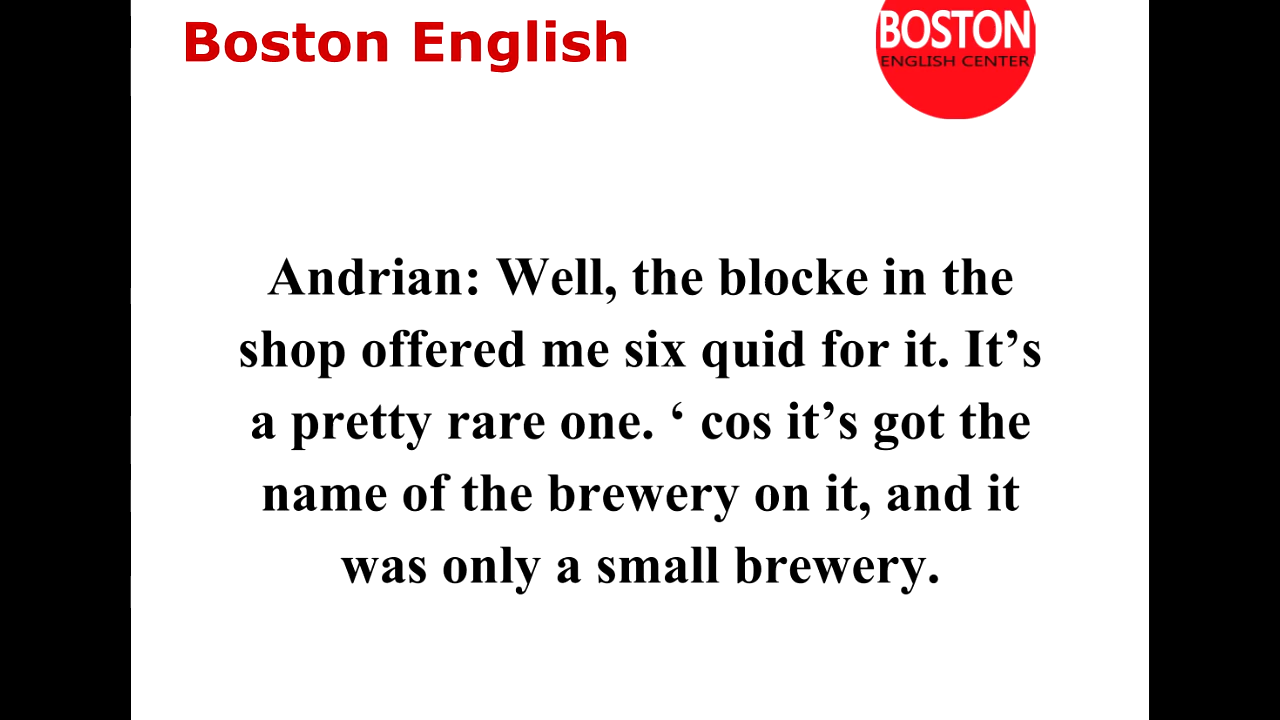 Boston English
BOSTON
ENGLISH CENTER
Andrian: Well, the blocke in the
shop offered me six quid for it. It’s
a pretty rare one. ‘ cos it’s got the
name of the brewery on it, and it
was only a small brewery.